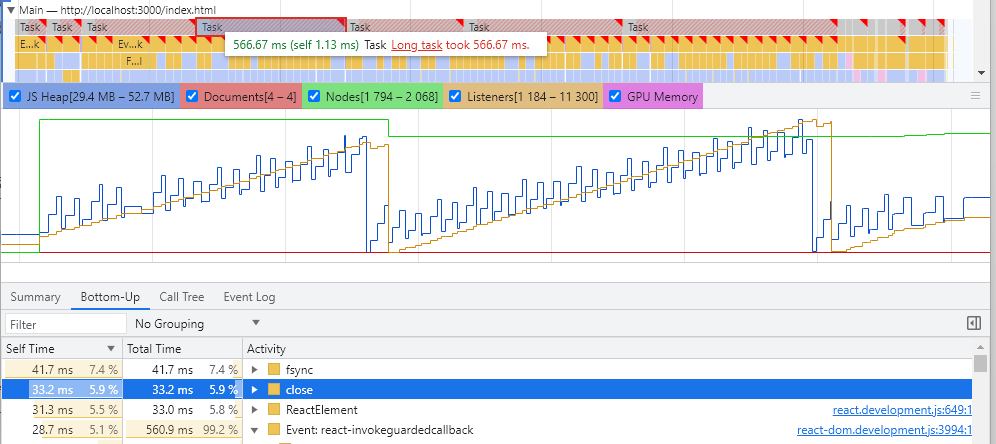 ▼ Main — http://localhost:3000/index.html
Task Task Task Task Task Task Task
E...k Ev...k
566.67 ms (self 1.13 ms) Task Long task took 566.67 ms.
F...l
JS Heap[29.4 MB – 52.7 MB] Documents[4 – 4] Nodes[1 794 – 2 068] Listeners[1 184 – 11 300] GPU Memory
Summary Bottom-Up Call Tree Event Log
Filter No Grouping ▼
Self Time ▼ Total Time Activity
41.7 ms 7.4 % 41.7 ms 7.4 % ► fsync
33.2 ms 5.9 % 33.2 ms 5.9 % ► close
31.3 ms 5.5 % 33.0 ms 5.8 % ► ReactElement react.development.js:649:1
28.7 ms 5.1 % 560.9 ms 99.2 % ▼ Event: react-invokeguardedcallback react-dom.development.js:3994:1